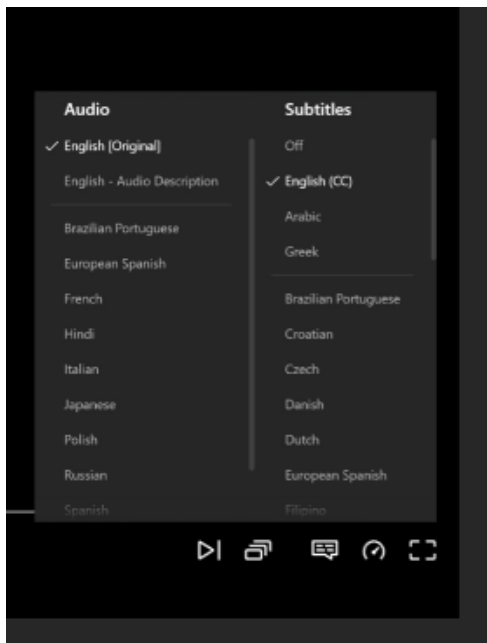 Audio
English [Original]
English - Audio Description
Brazilian Portuguese
European Spanish
French
Hindi
Italian
Japanese
Polish
Russian
Spanish
Subtitles
Off
English (CC)
Arabic
Greek
Brazilian Portuguese
Croatian
Czech
Danish
Dutch
European Spanish
Filipino